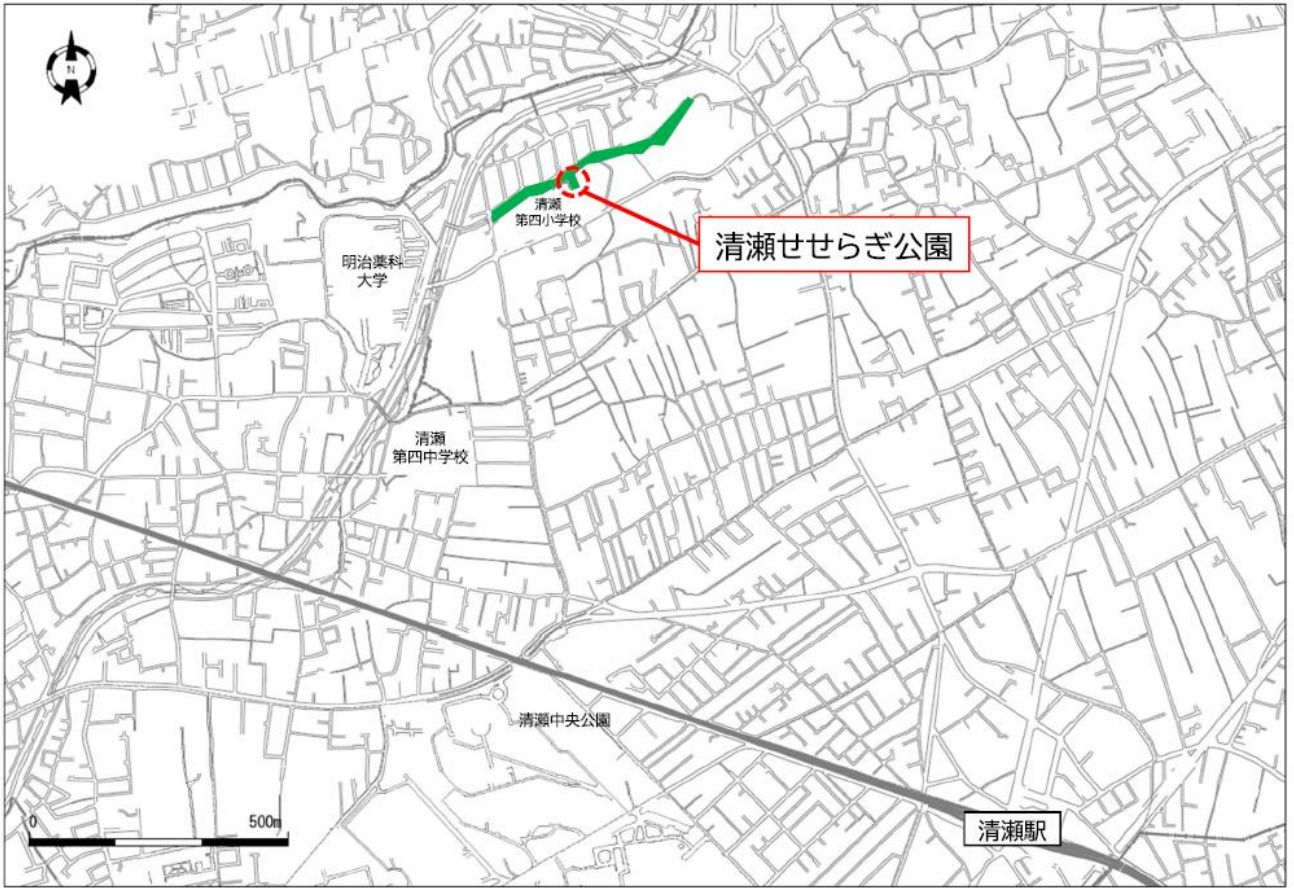 N
清瀬
第四小学校
清瀬せせらぎ公園
明治薬科
大学
清瀬
第四中学校
清瀬中央公園
0 500m
清瀬駅